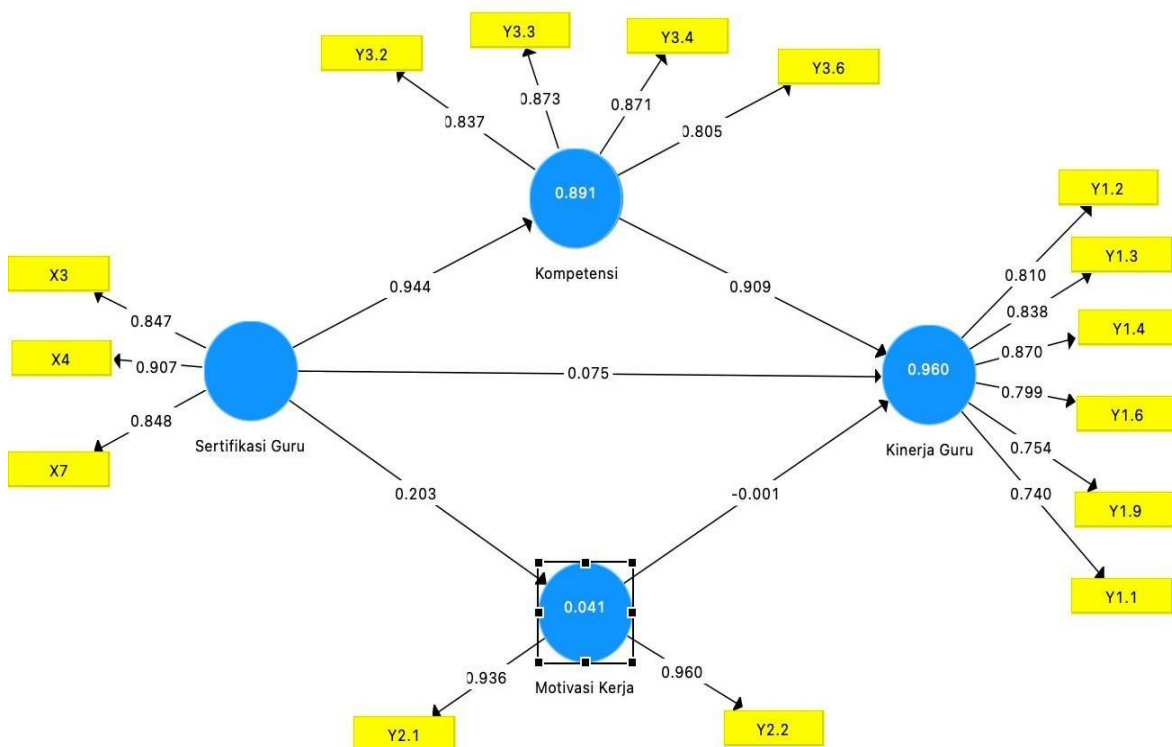 Y3.2
Y3.3
Y3.4
Y3.6
0.837
0.873
0.871
0.805
0.891
Kompetensi
Y1.2
Y1.3
Y1.4
Y1.6
Y1.9
Y1.1
0.810
0.838
0.870
0.799
0.754
0.740
X3
X4
X7
0.847
0.907
0.848
Sertifikasi Guru
0.944
0.909
0.075
0.960
Kinerja Guru
0.203
-0.001
0.041
Motivasi Kerja
0.936
0.960
Y2.1
Y2.2